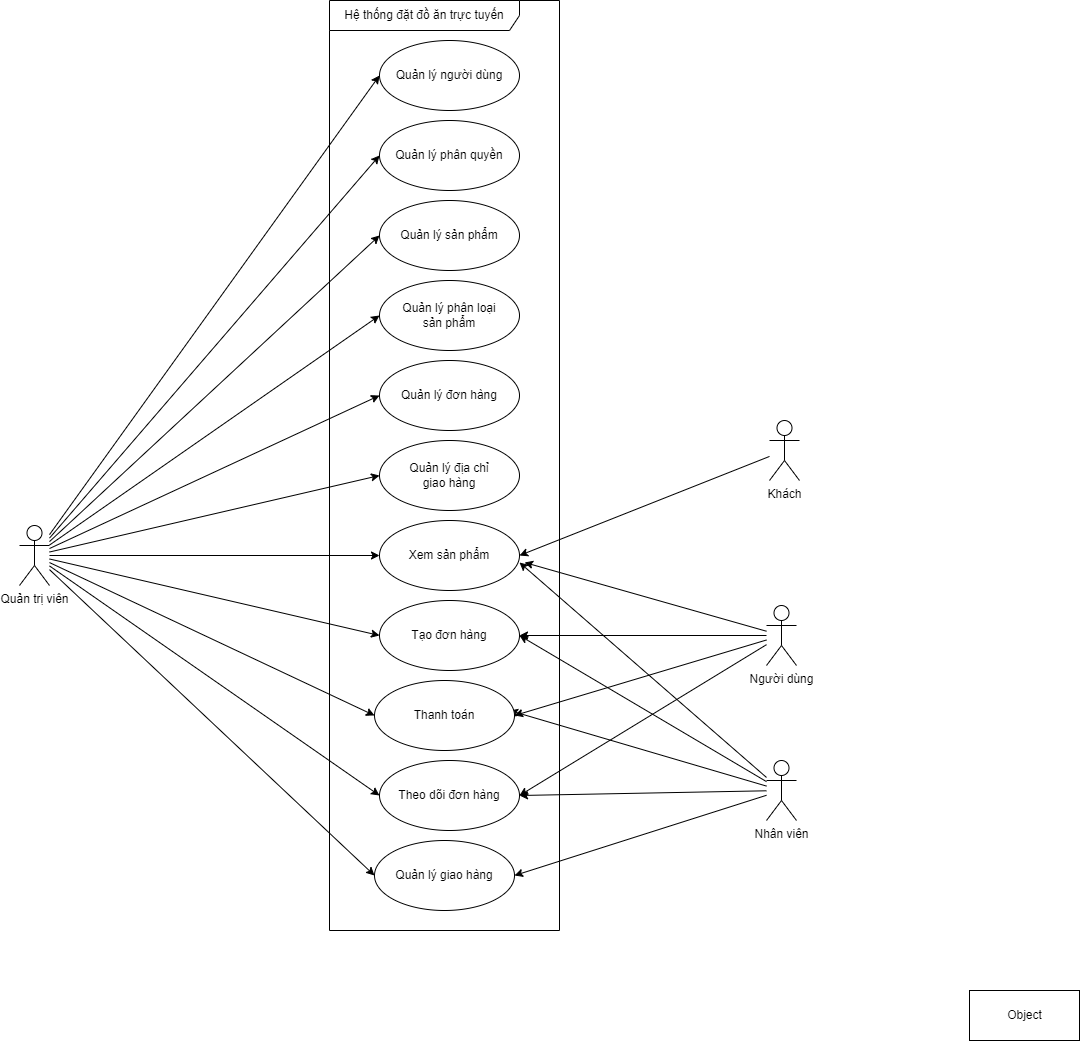 Hệ thống đặt đồ ăn trực tuyến
Quản lý người dùng
Quản lý phân quyền
Quản lý sản phẩm
Quản lý phân loại
sản phẩm
Quản lý đơn hàng
Quản lý địa chỉ
giao hàng
Khách
Xem sản phẩm
Quản trị viên
Tạo đơn hàng
Người dùng
Thanh toán
Theo dõi đơn hàng
Nhân viên
Quản lý giao hàng
Object